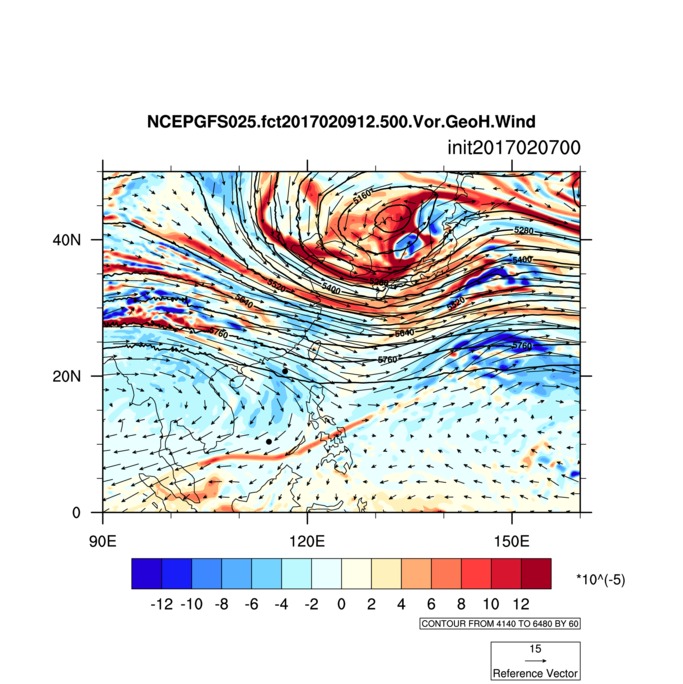 NCEPGFS025.fct2017020912.500.Vor.GeoH.Wind
init2017020700
5160
5280
40N
5400
5520
5400
5640
5520
5760
5640
5760
5760
20N
0
90E 120E 150E
*10^(-5)
-12 -10 -8 -6 -4 -2 0 2 4 6 8 10 12
CONTOUR FROM 4140 TO 6480 BY 60
15
Reference Vector